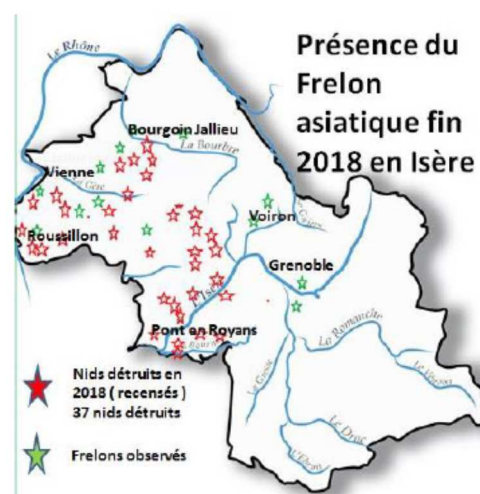 Présence du
Frelon
asiatique fin
2018 en Isère
Le Rhône
Bourgoin Jallieu
La Bourbre
Vienne
Roussillon
Voiron
Grenoble
L'Isère
Pont en Royans
La Romanche
Le Drac
Nids détruits en
2018 ( recensés )
37 nids détruits
Frelons observés